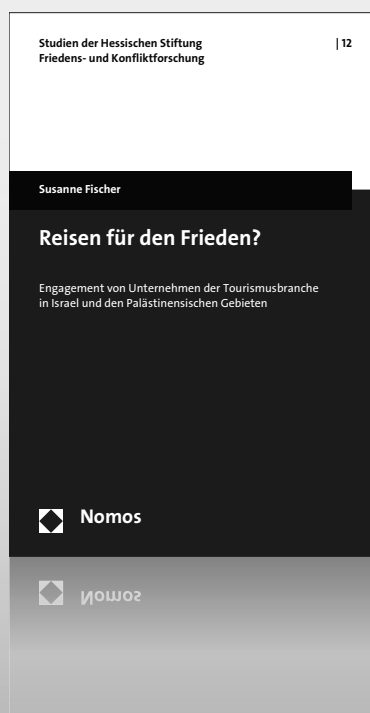 Studien der Hessischen Stiftung | 12
Friedens- und Konfliktforschung
Susanne Fischer
Reisen für den Frieden?
Engagement von Unternehmen der Tourismusbranche
in Israel und den Palästinensischen Gebieten
Nomos
Nomos